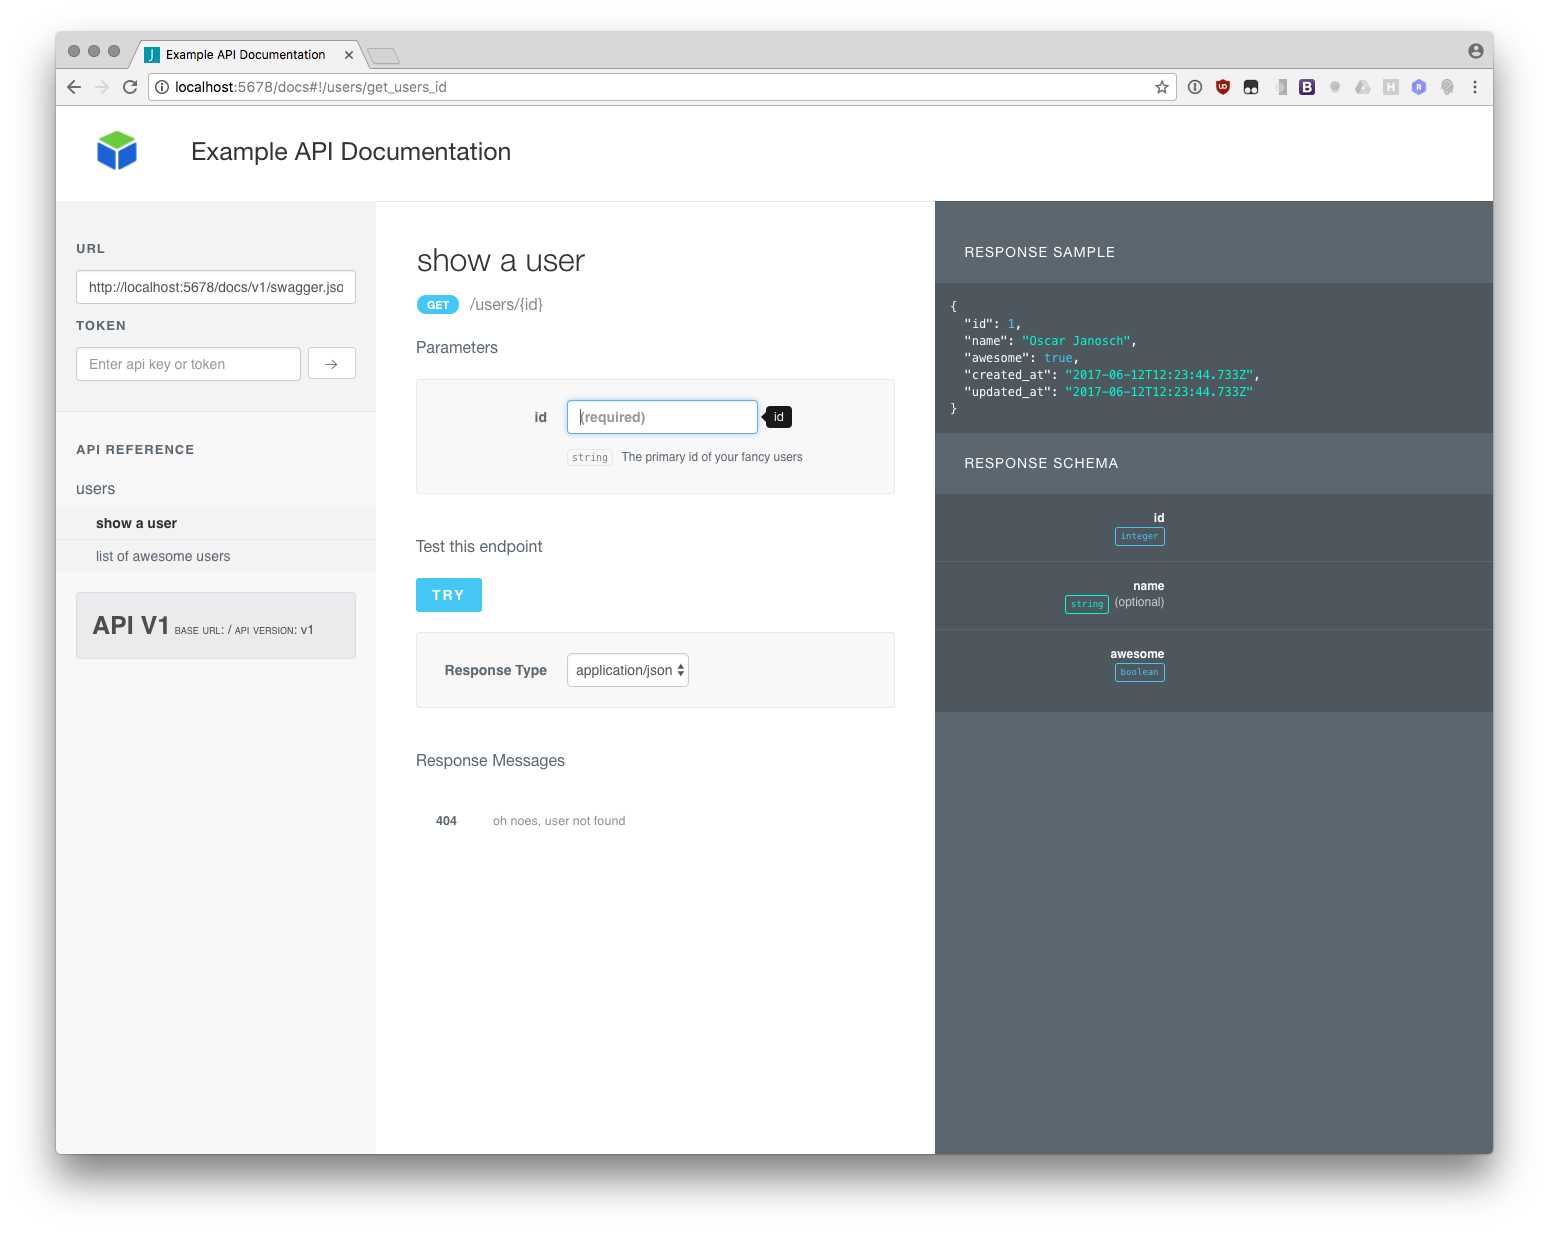 Example API Documentation
localhost:5678/docs#!/users/get_users_id
Example API Documentation
URL
http://localhost:5678/docs/v1/swagger.jso
TOKEN
Enter api key or token
API REFERENCE
users
show a user
list of awesome users
API V1 BASE URL: / API VERSION: v1
show a user
GET /users/{id}
Parameters
id (required) id
string The primary id of your fancy users
Test this endpoint
TRY
Response Type application/json
Response Messages
404 oh noes, user not found
RESPONSE SAMPLE
{
"id": 1,
"name": "Oscar Janosch",
"awesome": true,
"created_at": "2017-06-12T12:23:44.733Z",
"updated_at": "2017-06-12T12:23:44.733Z"
}
RESPONSE SCHEMA
id
integer
name
string (optional)
awesome
boolean